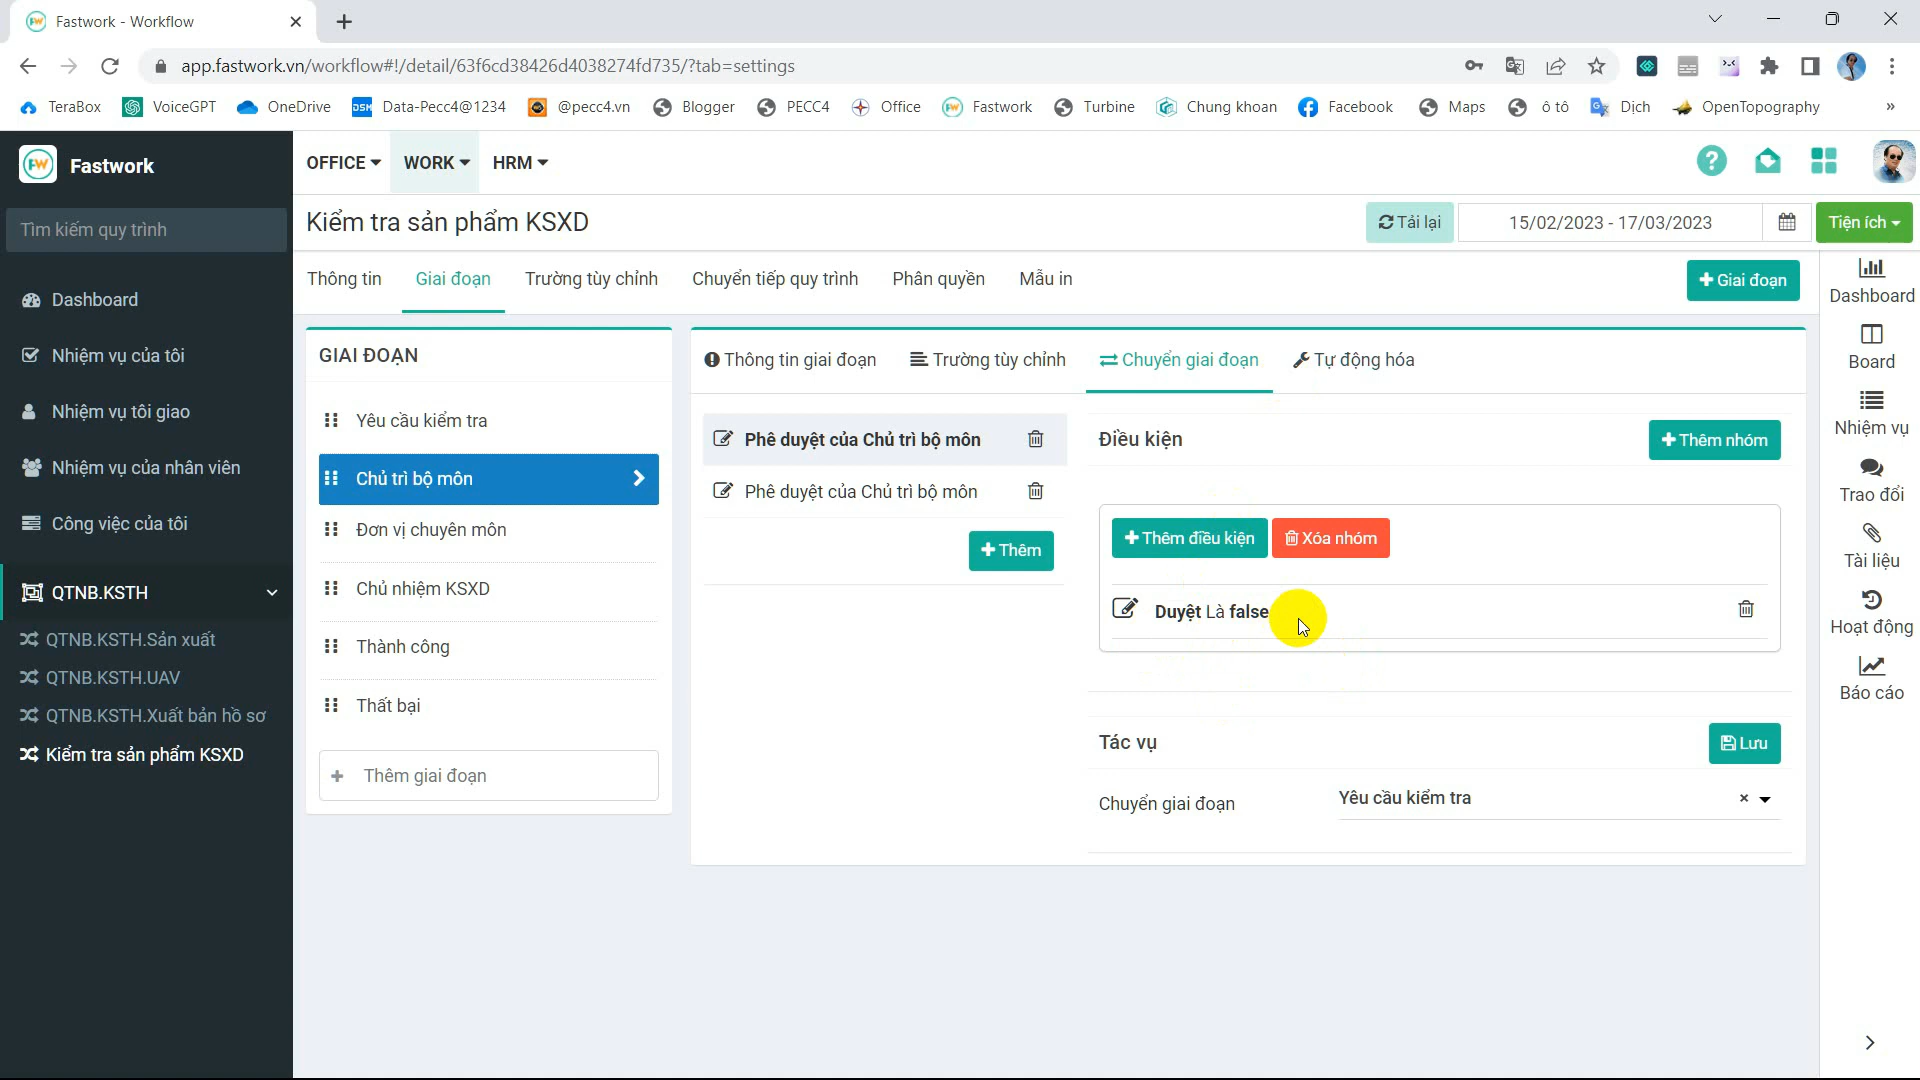 Fastwork - Workflow
app.fastwork.vn/workflow#!/detail/63f6cd38426d4038274fd735/?tab=settings
TeraBox VoiceGPT OneDrive Data-Pecc4@1234 @pecc4.vn Blogger PECC4 Office Fastwork Turbine Chung khoan Facebook Maps ô tô Dịch OpenTopography »
Fastwork
OFFICE WORK HRM
Tìm kiếm quy trình
Kiểm tra sản phẩm KSXD
Tải lại
15/02/2023 - 17/03/2023
Tiện ích
Thông tin Giai đoạn Trường tùy chỉnh Chuyển tiếp quy trình Phân quyền Mẫu in
Giai đoạn
Dashboard
Nhiệm vụ của tôi
Nhiệm vụ tôi giao
Nhiệm vụ của nhân viên
Công việc của tôi
QTNB.KSTH
QTNB.KSTH.Sản xuất
QTNB.KSTH.UAV
QTNB.KSTH.Xuất bản hồ sơ
Kiểm tra sản phẩm KSXD
GIAI ĐOẠN
Yêu cầu kiểm tra
Chủ trì bộ môn
Đơn vị chuyên môn
Chủ nhiệm KSXD
Thành công
Thất bại
Thêm giai đoạn
Thông tin giai đoạn Trường tùy chỉnh Chuyển giai đoạn Tự động hóa
Phê duyệt của Chủ trì bộ môn
Phê duyệt của Chủ trì bộ môn
Thêm
Điều kiện
Thêm nhóm
Thêm điều kiện Xóa nhóm
Duyệt Là false
Tác vụ
Lưu
Chuyển giai đoạn
Yêu cầu kiểm tra
Dashboard
Board
Nhiệm vụ
Trao đổi
Tài liệu
Hoạt động
Báo cáo